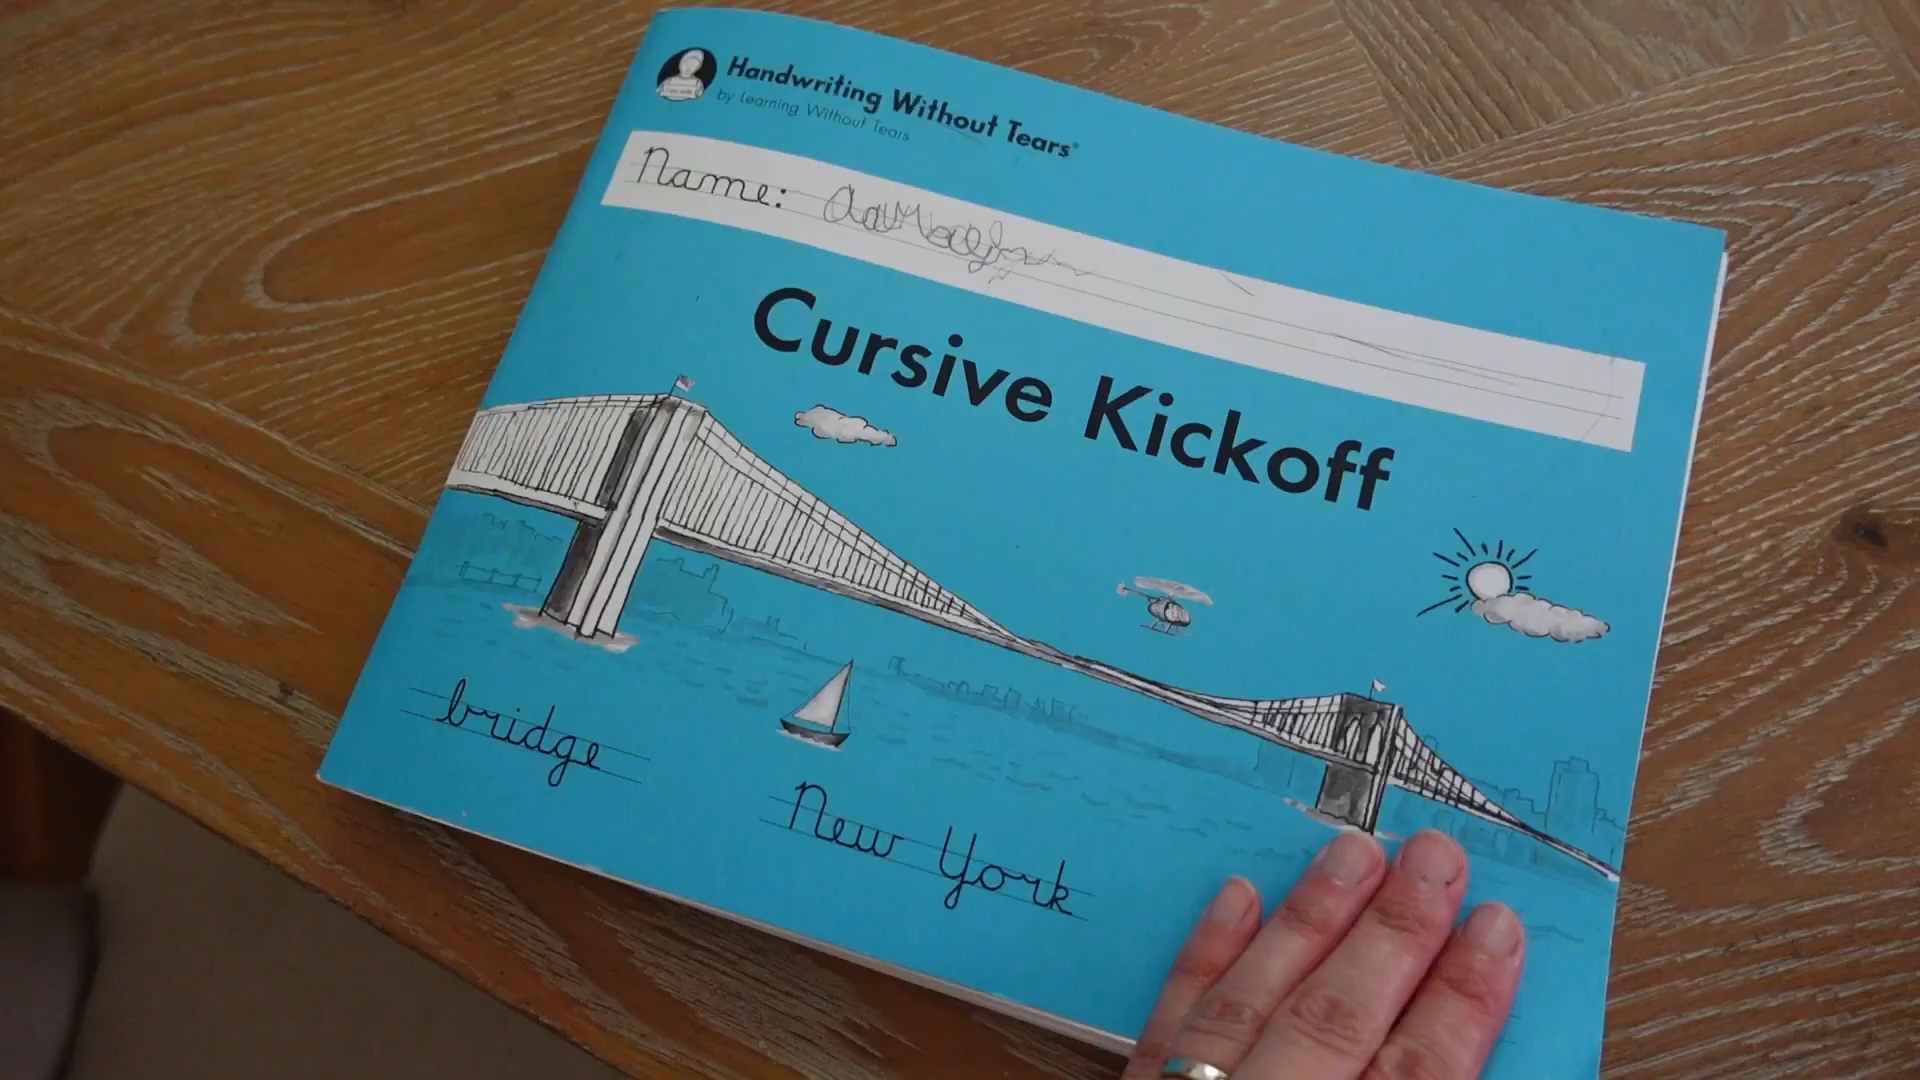 Handwriting Without Tears®
by Learning Without Tears
Name:
Cursive Kickoff
bridge
New York